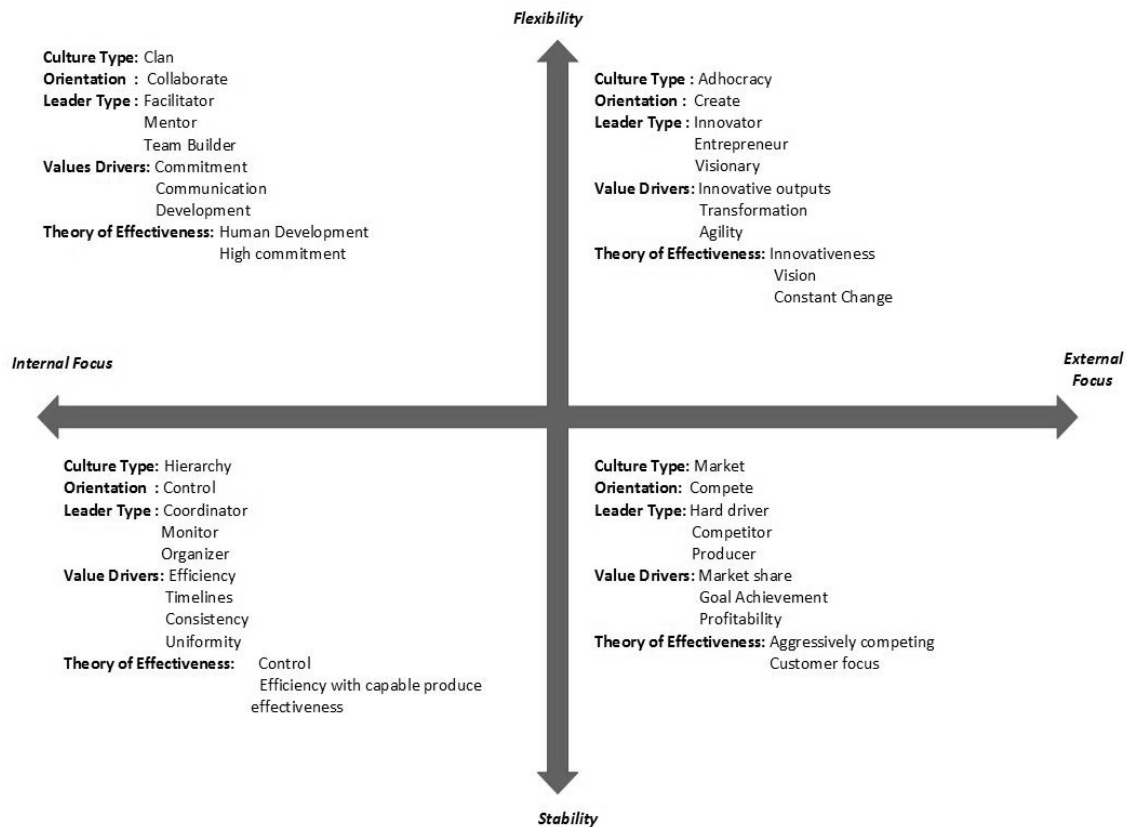 Flexibility
Culture Type: Clan
Orientation : Collaborate
Leader Type : Facilitator
Mentor
Team Builder
Values Drivers: Commitment
Communication
Development
Theory of Effectiveness: Human Development
High commitment
Culture Type : Adhocracy
Orientation : Create
Leader Type : Innovator
Entrepreneur
Visionary
Value Drivers: Innovative outputs
Transformation
Agility
Theory of Effectiveness: Innovativeness
Vision
Constant Change
Internal Focus
External
Focus
Culture Type: Hierarchy
Orientation : Control
Leader Type : Coordinator
Monitor
Organizer
Value Drivers: Efficiency
Timelines
Consistency
Uniformity
Theory of Effectiveness: Control
Efficiency with capable produce
effectiveness
Culture Type: Market
Orientation: Compete
Leader Type: Hard driver
Competitor
Producer
Value Drivers: Market share
Goal Achievement
Profitability
Theory of Effectiveness: Aggressively competing
Customer focus
Stability